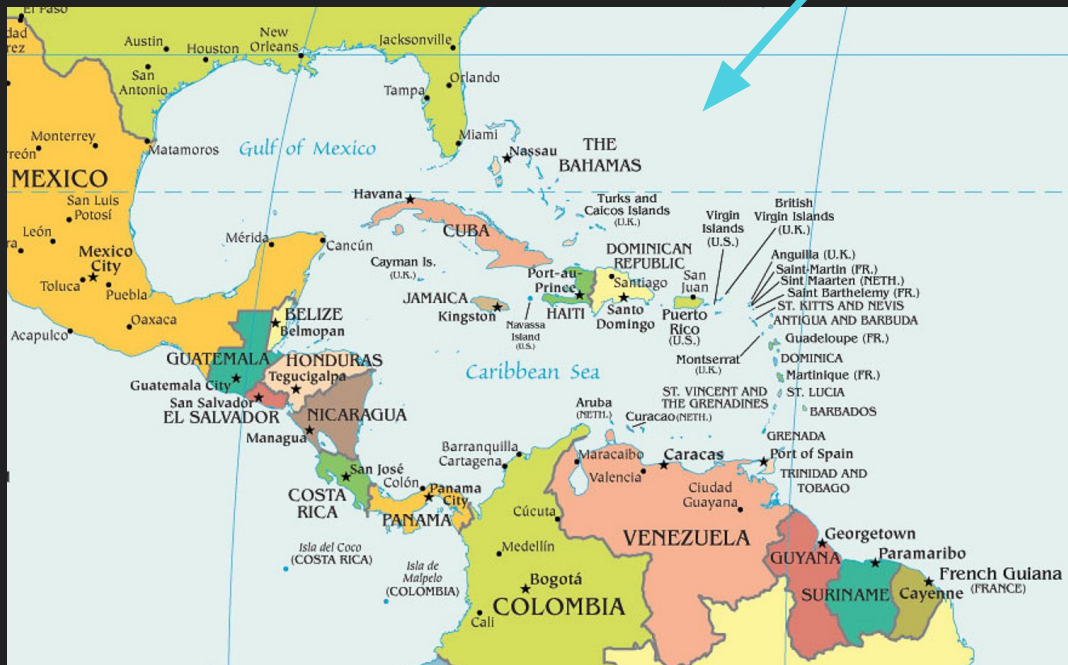 El Paso
dad
rez
Austin
Houston
New
Orleans
Jacksonville
San
Antonio
Orlando
Tampa
Monterrey
rreón
Matamoros
Gulf of Mexico
Miami
Nassau
THE
BAHAMAS
MEXICO
San Luis
Potosí
Havana
Turks and
Caicos Islands
(U.K.)
British
Virgin Islands
(U.K.)
Virgin
Islands
(U.S.)
León
ra
Mérida
Cancún
CUBA
Mexico
City
Cayman Is.
(U.K.)
DOMINICAN
REPUBLIC
Anguilla (U.K.)
Saint-Martin (FR.)
Sint Maarten (NETH.)
Saint Barthelemy (FR.)
ST. KITTS AND NEVIS
ANTIGUA AND BARBUDA
Guadeloupe (FR.)
Toluca
Puebla
Port-au-
Prince
Santiago
San
Juan
JAMAICA
Kingston
HAITI
Santo
Domingo
Puerto
Rico
(U.S.)
Navassa
Island
(U.S.)
Acapulco
Oaxaca
BELIZE
Belmopan
Montserrat
(U.K.)
DOMINICA
Martinique (FR.)
ST. LUCIA
BARBADOS
GUATEMALA
HONDURAS
Tegucigalpa
Guatemala City
Caribbean Sea
San Salvador
EL SALVADOR
NICARAGUA
Managua
Aruba
(NETH.)
Curacao (NETH.)
ST. VINCENT AND
THE GRENADINES
GRENADA
Port of Spain
TRINIDAD AND
TOBAGO
Barranquilla
Cartagena
Maracaibo
Caracas
Valencia
San José
Colón
Panama
City
COSTA
RICA
PANAMA
Ciudad
Guayana
Cúcuta
VENEZUELA
Georgetown
Paramaribo
GUYANA
French Guiana
(FRANCE)
SURINAME
Cayenne
Isla del Coco
(COSTA RICA)
Isla de
Malpelo
(COLOMBIA)
Medellín
Bogotá
COLOMBIA
Cali